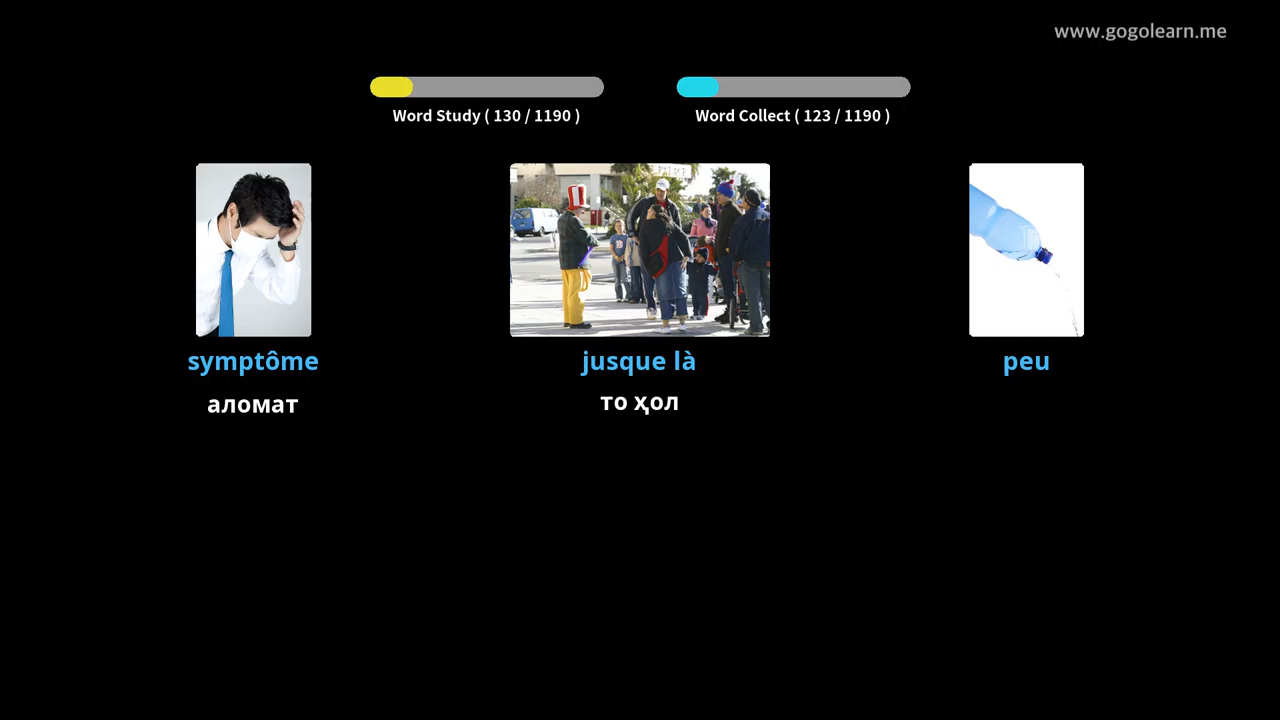 www.gogolearn.me
Word Study ( 130 / 1190 )
Word Collect ( 123 / 1190 )
symptôme
jusque là
peu
аломат
то ҳол